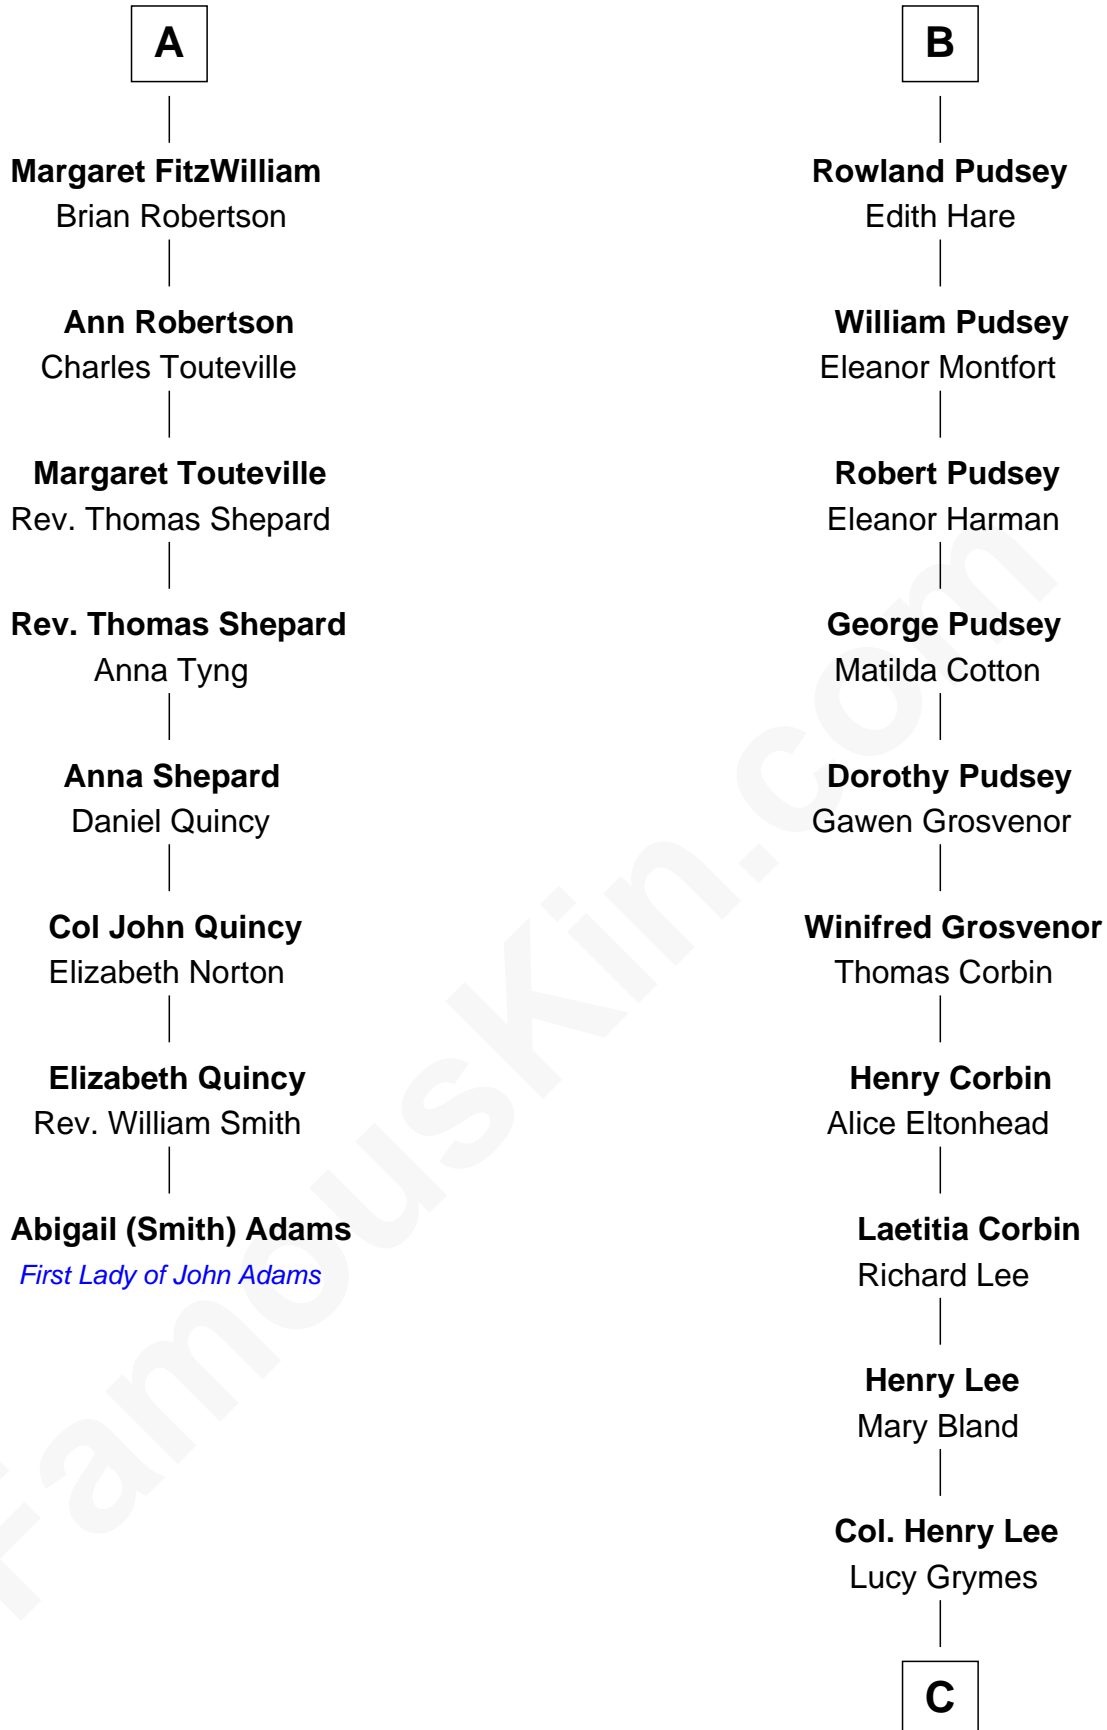 A
Margaret FitzWilliam
Brian Robertson
Ann Robertson
Charles Touteville
Margaret Touteville
Rev. Thomas Shepard
Rev. Thomas Shepard
Anna Tyng
Anna Shepard
Daniel Quincy
Col John Quincy
Elizabeth Norton
Elizabeth Quincy
Rev. William Smith
Abigail (Smith) Adams
First Lady of John Adams
B
Rowland Pudsey
Edith Hare
William Pudsey
Eleanor Montfort
Robert Pudsey
Eleanor Harman
George Pudsey
Matilda Cotton
Dorothy Pudsey
Gawen Grosvenor
Winifred Grosvenor
Thomas Corbin
Henry Corbin
Alice Eltonhead
Laetitia Corbin
Richard Lee
Henry Lee
Mary Bland
Col. Henry Lee
Lucy Grymes
C
FamousKin.com